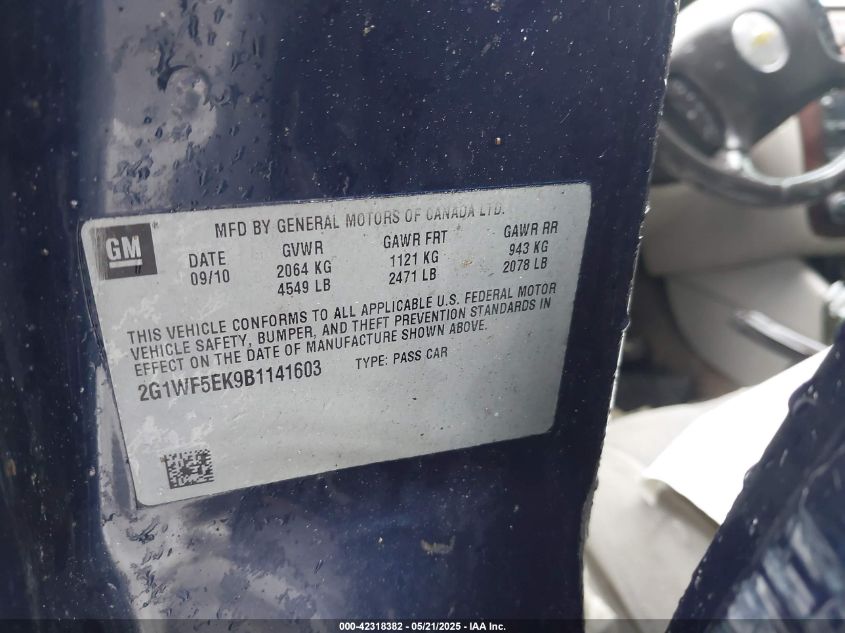 MFD BY GENERAL MOTORS OF CANADA LTD.
GM
DATE GVWR GAWR FRT GAWR RR
09/10 2064 KG 1121 KG 943 KG
4549 LB 2471 LB 2078 LB
THIS VEHICLE CONFORMS TO ALL APPLICABLE U.S. FEDERAL MOTOR
VEHICLE SAFETY, BUMPER, AND THEFT PREVENTION STANDARDS IN
EFFECT ON THE DATE OF MANUFACTURE SHOWN ABOVE.
2G1WF5EK9B1141603 TYPE: PASS CAR
000-42318382 - 05/21/2025 - IAA Inc.